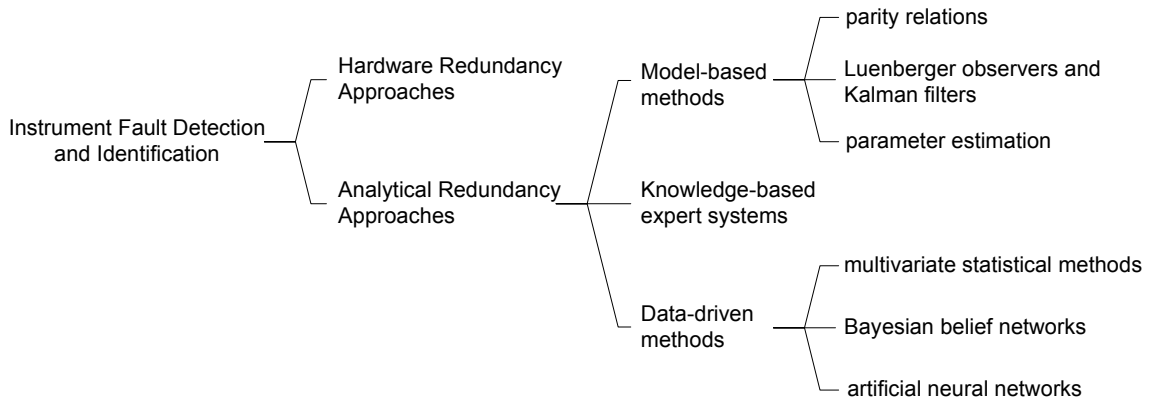 Instrument Fault Detection
and Identification
Hardware Redundancy
Approaches
Analytical Redundancy
Approaches
Model-based
methods
Knowledge-based
expert systems
Data-driven
methods
parity relations
Luenberger observers and
Kalman filters
parameter estimation
multivariate statistical methods
Bayesian belief networks
artificial neural networks